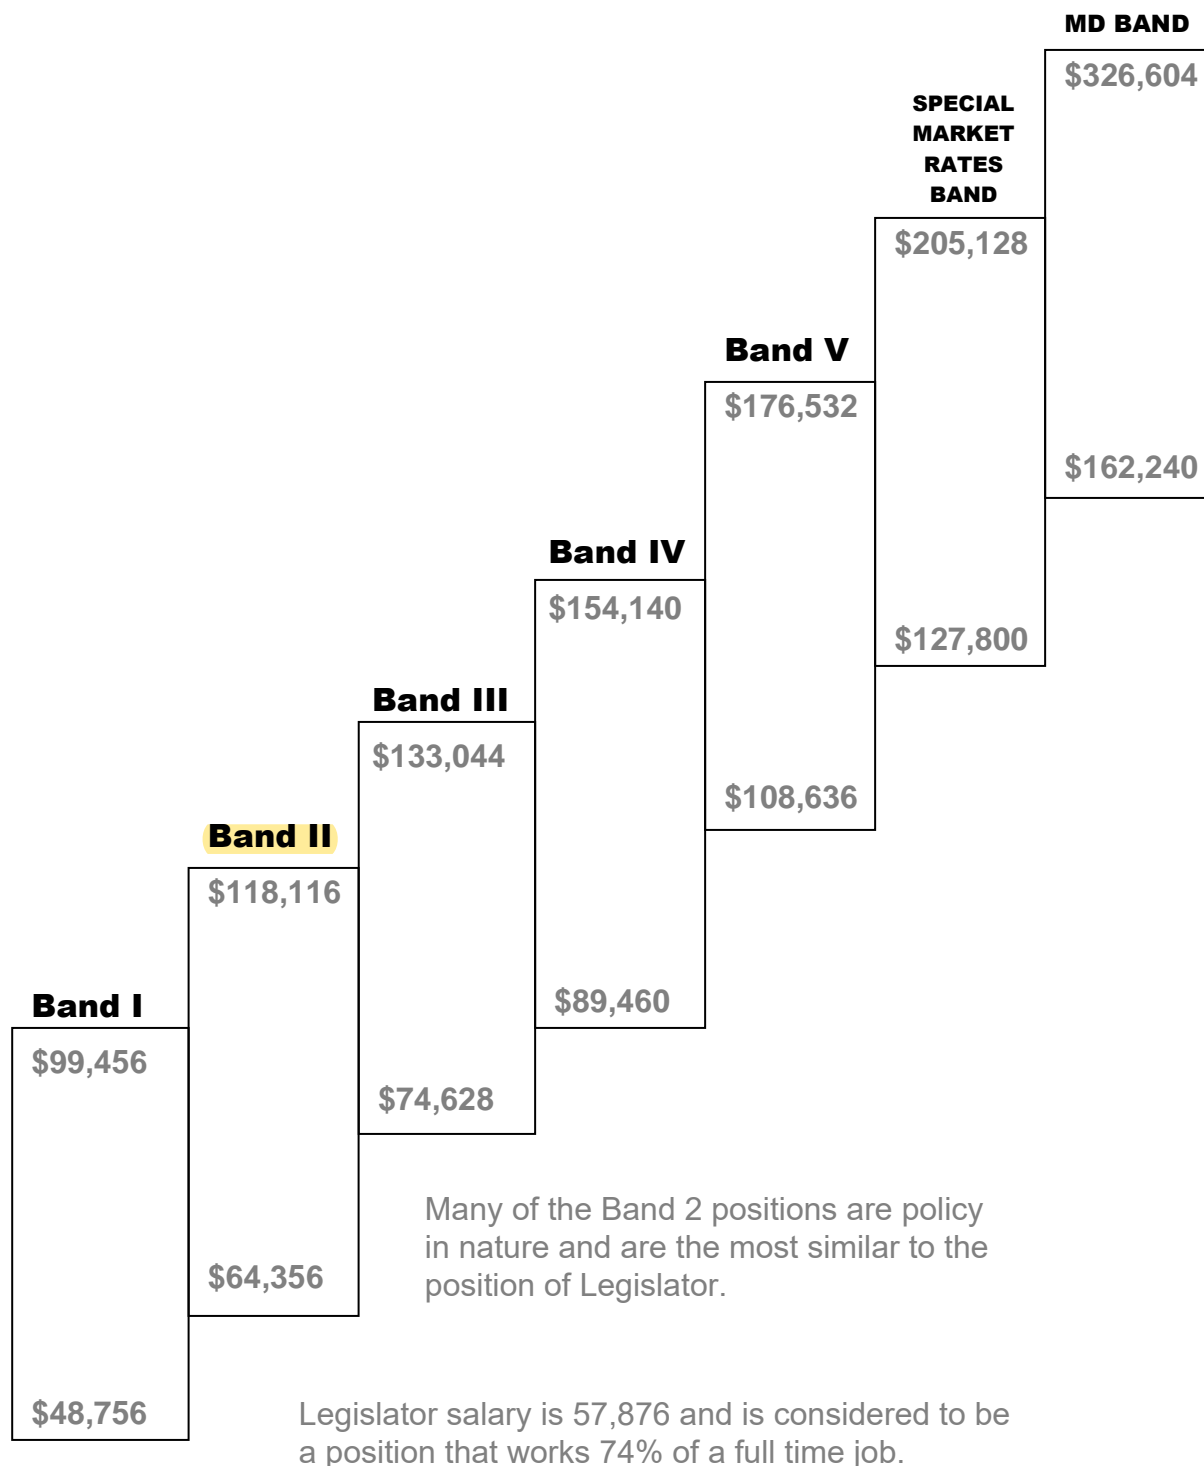 MD BAND
$326,604
SPECIAL
MARKET
RATES
BAND
$205,128
Band V
$176,532
$162,240
Band IV
$154,140
$127,800
Band III
$133,044
$108,636
Band II
$118,116
Band I
$89,460
$99,456
$74,628
Many of the Band 2 positions are policy
in nature and are the most similar to the
position of Legislator.
$64,356
$48,756
Legislator salary is 57,876 and is considered to be
a position that works 74% of a full time job.